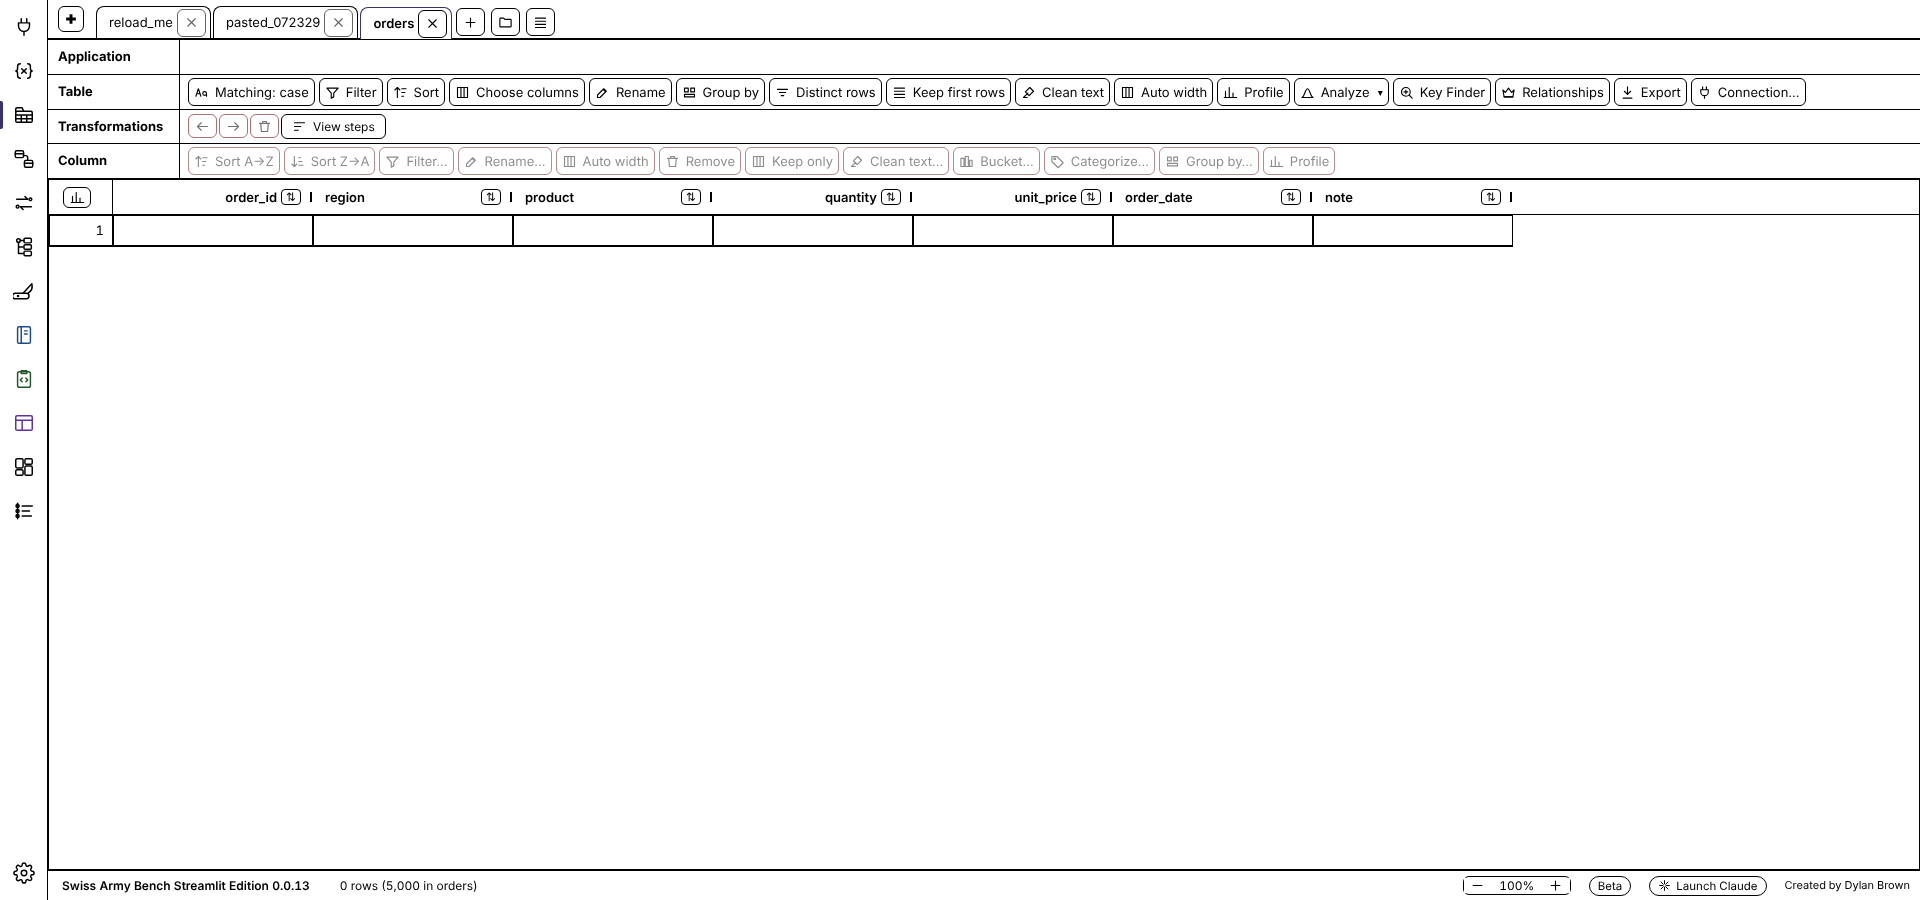 reload_me pasted_072329 orders
Application
Table Matching: case Filter Sort Choose columns Rename Group by Distinct rows Keep first rows Clean text Auto width Profile Analyze Key Finder Relationships Export Connection...
Transformations View steps
Column Sort A→Z Sort Z→A Filter... Rename... Auto width Remove Keep only Clean text... Bucket... Categorize... Group by... Profile
order_id region product quantity unit_price order_date note
1
Swiss Army Bench Streamlit Edition 0.0.13 0 rows (5,000 in orders) 100% Beta Launch Claude Created by Dylan Brown